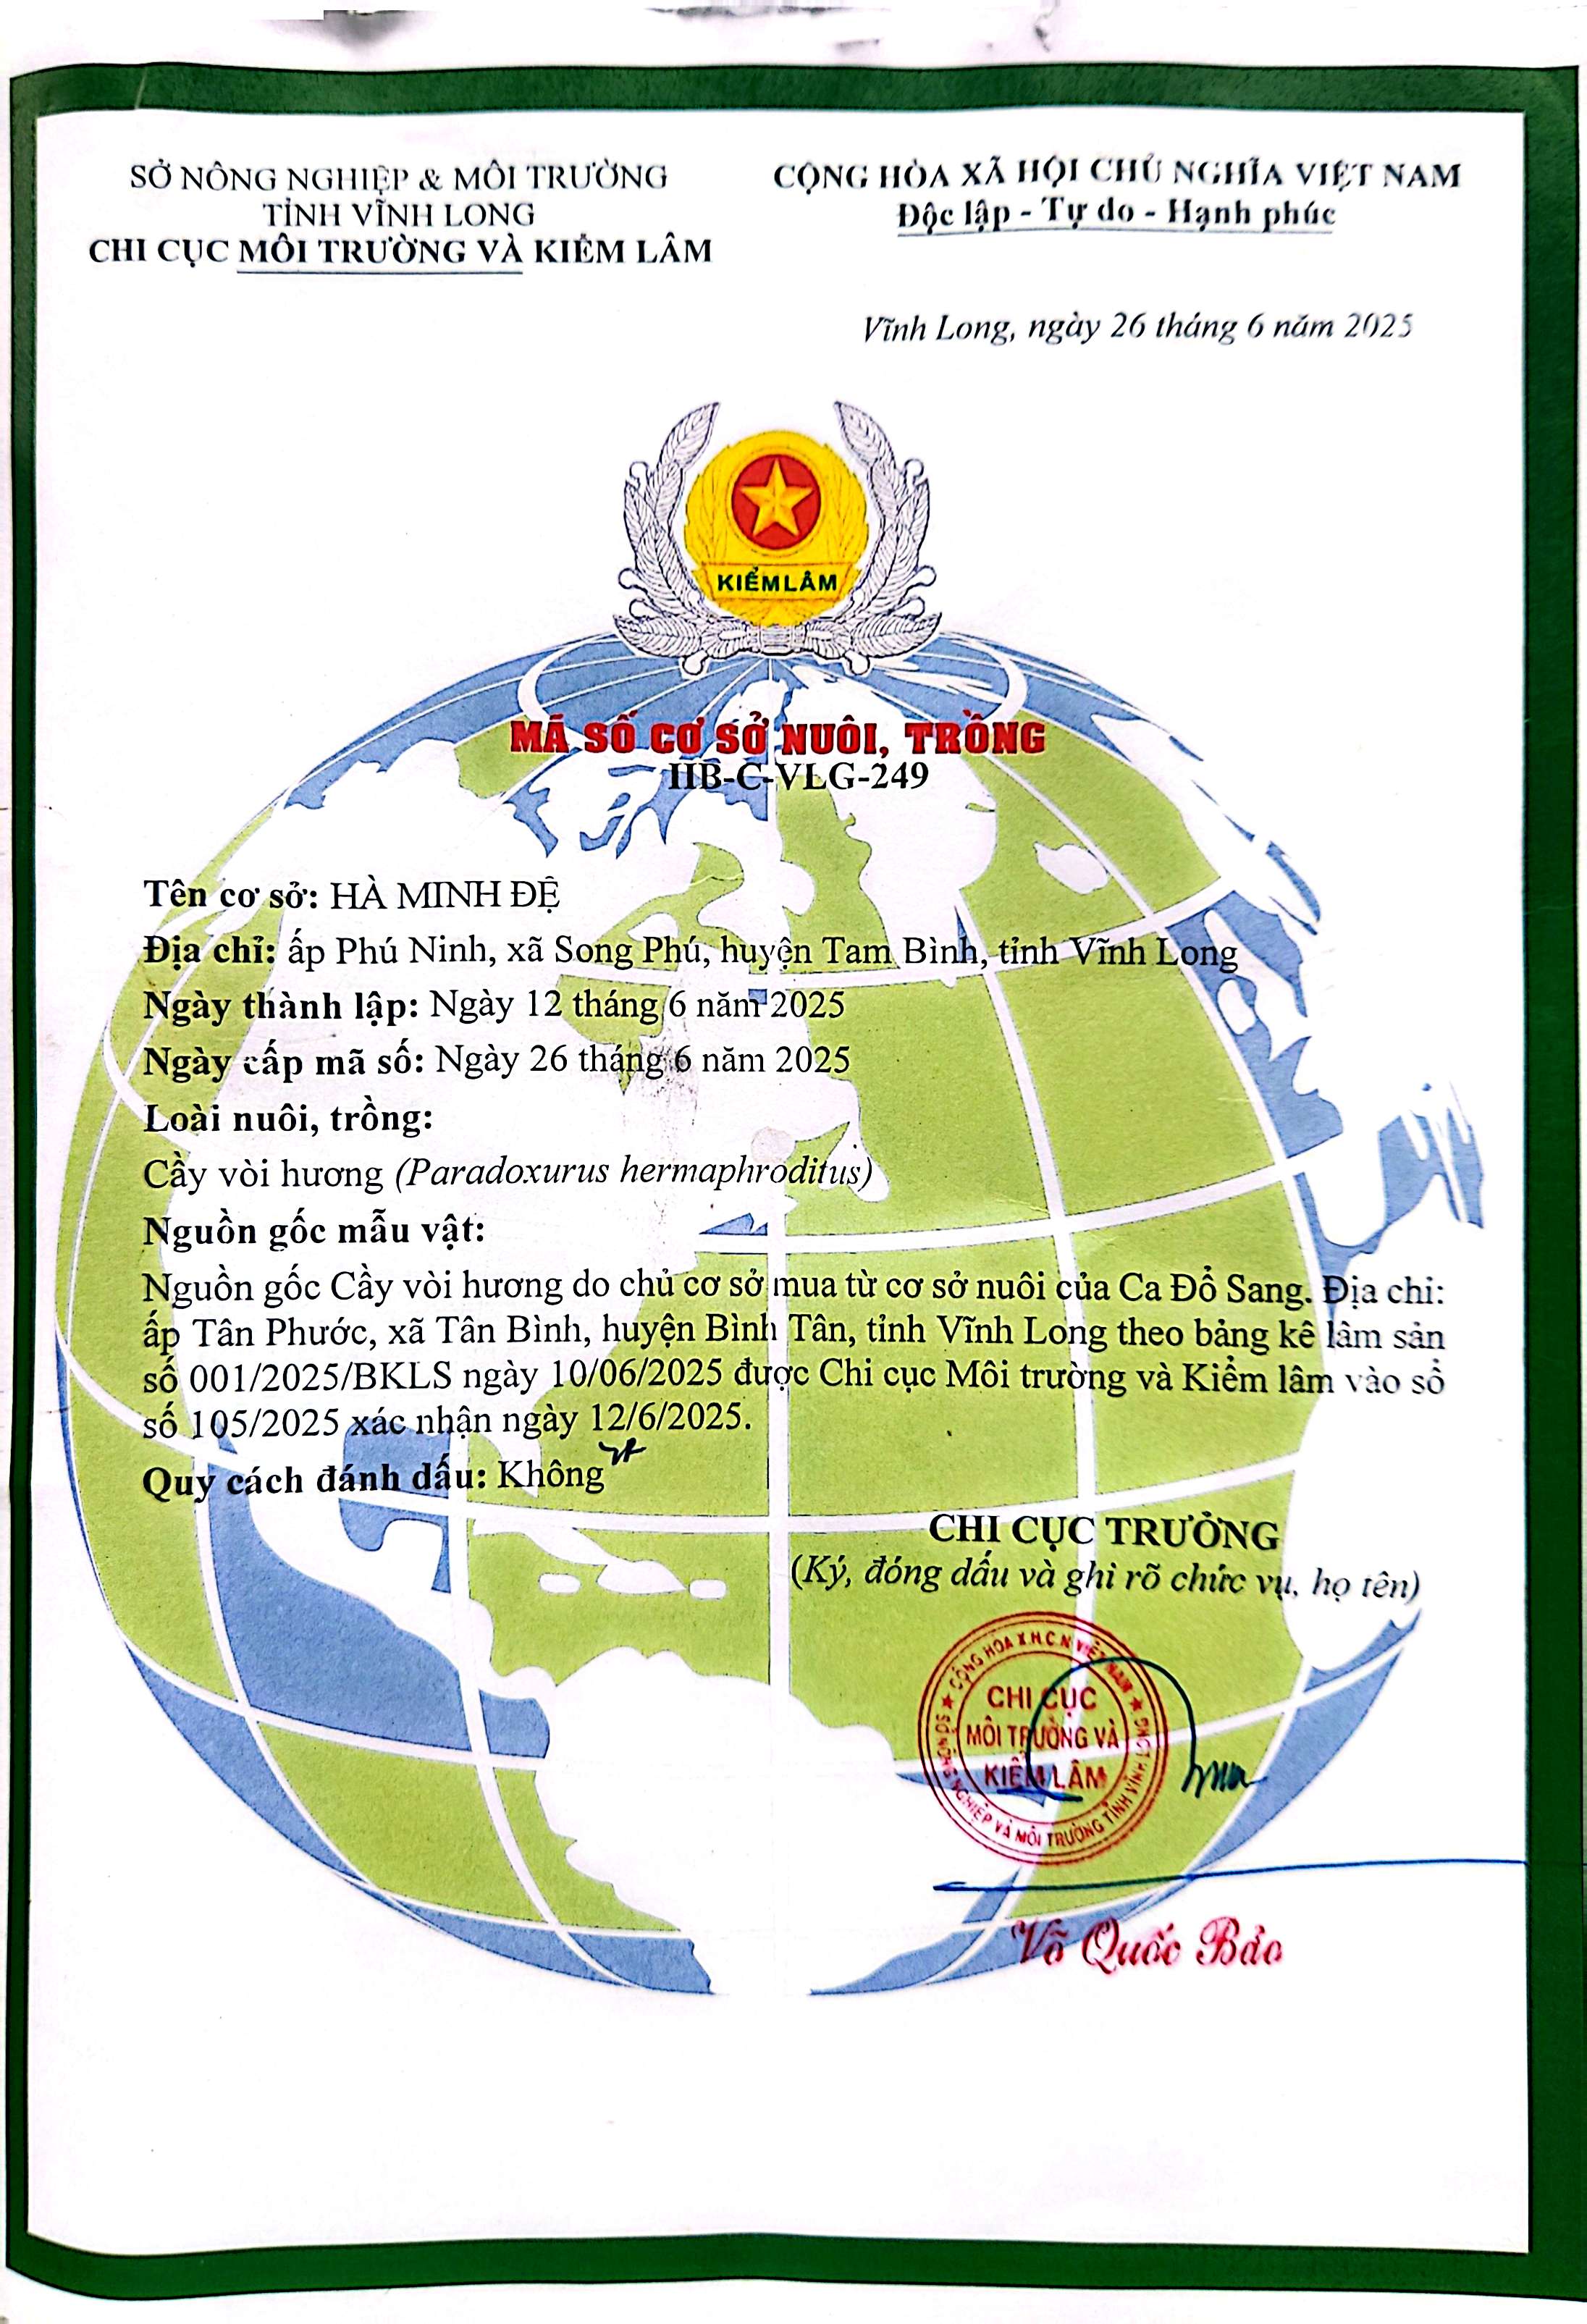 SỞ NÔNG NGHIỆP & MÔI TRƯỜNG
TỈNH VĨNH LONG
CHI CỤC MÔI TRƯỜNG VÀ KIỂM LÂM
CỘNG HÒA XÃ HỘI CHỦ NGHĨA VIỆT NAM
Độc lập - Tự do - Hạnh phúc
Vĩnh Long, ngày 26 tháng 6 năm 2025
KIỂM LÂM
MÃ SỐ CƠ SỞ NUÔI, TRỒNG
IIB-C-VLG-249
Tên cơ sở: HÀ MINH ĐỆ
Địa chỉ: ấp Phú Ninh, xã Song Phú, huyện Tam Bình, tỉnh Vĩnh Long
Ngày thành lập: Ngày 12 tháng 6 năm 2025
Ngày cấp mã số: Ngày 26 tháng 6 năm 2025
Loài nuôi, trồng:
Cầy vòi hương (Paradoxurus hermaphroditus)
Nguồn gốc mẫu vật:
Nguồn gốc Cầy vòi hương do chủ cơ sở mua từ cơ sở nuôi của Ca Đổ Sang. Địa chỉ:
ấp Tân Phước, xã Tân Bình, huyện Bình Tân, tỉnh Vĩnh Long theo bảng kê lâm sản
số 001/2025/BKLS ngày 10/06/2025 được Chi cục Môi trường và Kiểm lâm vào sổ
số 105/2025 xác nhận ngày 12/6/2025.
Quy cách đánh dấu: Không
CHI CỤC TRƯỞNG
(Ký, đóng dấu và ghi rõ chức vụ, họ tên)
CỘNG HÒA X.H.C.N VIỆT NAM
CHI CỤC
MÔI TRƯỜNG VÀ
KIỂM LÂM
SỞ NÔNG NGHIỆP VÀ MÔI TRƯỜNG TỈNH VĨNH LONG
Võ Quốc Bảo